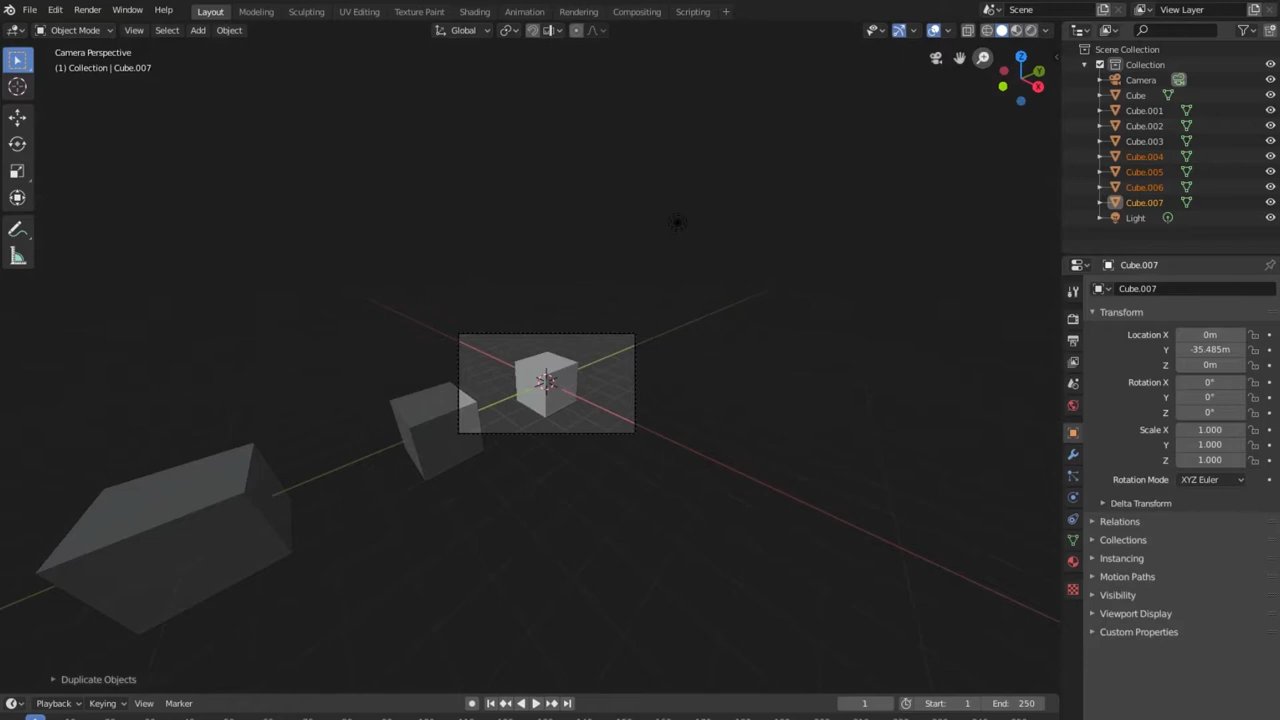 File Edit Render Window Help Layout Modeling Sculpting UV Editing Texture Paint Shading Animation Rendering Compositing Scripting + Scene View Layer
Object Mode View Select Add Object Global
Camera Perspective
(1) Collection | Cube.007
Z
Y
X
Scene Collection
Collection
Camera
Cube
Cube.001
Cube.002
Cube.003
Cube.004
Cube.005
Cube.006
Cube.007
Light
Cube.007
Cube.007
Transform
Location X 0m
Y -35.485m
Z 0m
Rotation X 0°
Y 0°
Z 0°
Scale X 1.000
Y 1.000
Z 1.000
Rotation Mode XYZ Euler
Delta Transform
Relations
Collections
Instancing
Motion Paths
Visibility
Viewport Display
Custom Properties
Duplicate Objects
Playback Keying View Marker 1 Start: 1 End: 250